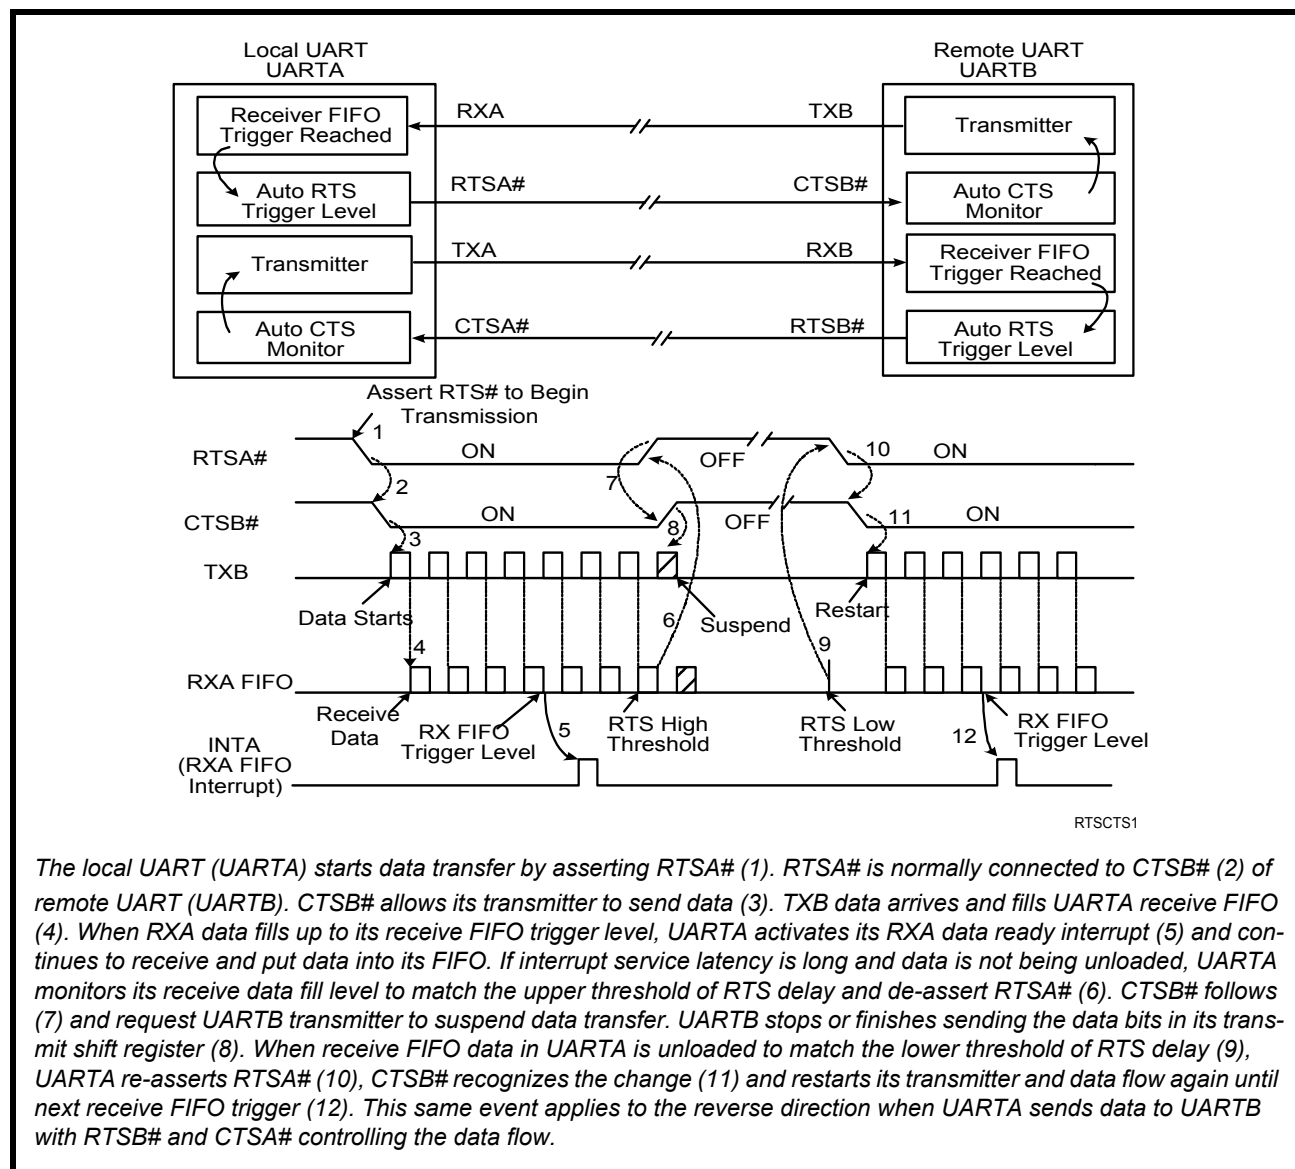 Local UART
UARTA
Remote UART
UARTB
Receiver FIFO
Trigger Reached
RXA
TXB
Transmitter
Auto RTS
Trigger Level
RTSA#
CTSB#
Auto CTS
Monitor
Transmitter
TXA
RXB
Receiver FIFO
Trigger Reached
Auto CTS
Monitor
CTSA#
RTSB#
Auto RTS
Trigger Level
Assert RTS# to Begin
Transmission
1
RTSA#
ON
OFF
10
ON
2
7
CTSB#
ON
8
OFF
11
ON
3
TXB
Data Starts
6
Suspend
Restart
4
9
RXA FIFO
Receive
Data
RX FIFO
Trigger Level
5
RTS High
Threshold
RTS Low
Threshold
12
RX FIFO
Trigger Level
INTA
(RXA FIFO
Interrupt)
RTSCTS1
The local UART (UARTA) starts data transfer by asserting RTSA# (1). RTSA# is normally connected to CTSB# (2) of
remote UART (UARTB). CTSB# allows its transmitter to send data (3). TXB data arrives and fills UARTA receive FIFO
(4). When RXA data fills up to its receive FIFO trigger level, UARTA activates its RXA data ready interrupt (5) and con-
tinues to receive and put data into its FIFO. If interrupt service latency is long and data is not being unloaded, UARTA
monitors its receive data fill level to match the upper threshold of RTS delay and de-assert RTSA# (6). CTSB# follows
(7) and request UARTB transmitter to suspend data transfer. UARTB stops or finishes sending the data bits in its trans-
mit shift register (8). When receive FIFO data in UARTA is unloaded to match the lower threshold of RTS delay (9),
UARTA re-asserts RTSA# (10), CTSB# recognizes the change (11) and restarts its transmitter and data flow again until
next receive FIFO trigger (12). This same event applies to the reverse direction when UARTA sends data to UARTB
with RTSB# and CTSA# controlling the data flow.